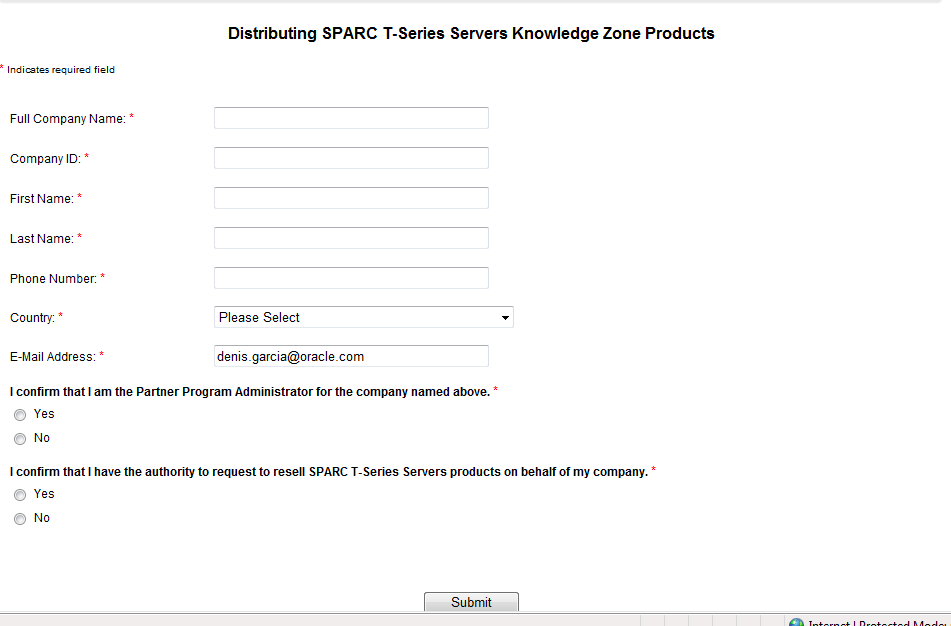 Distributing SPARC T-Series Servers Knowledge Zone Products
* Indicates required field
Full Company Name: *
Company ID: *
First Name: *
Last Name: *
Phone Number: *
Country: * Please Select
E-Mail Address: * denis.garcia@oracle.com
I confirm that I am the Partner Program Administrator for the company named above. *
Yes
No
I confirm that I have the authority to request to resell SPARC T-Series Servers products on behalf of my company. *
Yes
No
Submit
Internet | Protected Mode: